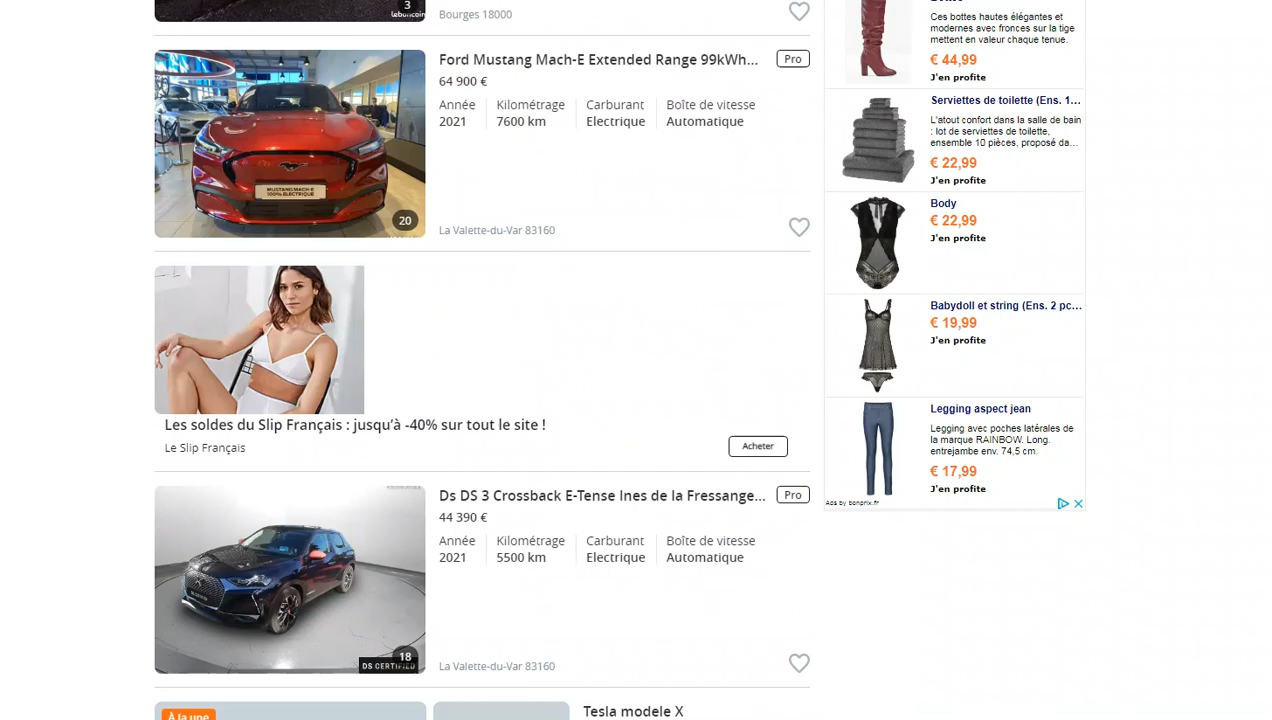 3
leboncoin
Bourges 18000
Ford Mustang Mach-E Extended Range 99kWh...
Pro
64 900 €
Année
Kilométrage
Carburant
Boîte de vitesse
2021
7600 km
Electrique
Automatique
MUSTANG MACH-E
100% ELECTRIQUE
20
La Valette-du-Var 83160
Les soldes du Slip Français : jusqu'à -40% sur tout le site !
Le Slip Français
Acheter
Ds DS 3 Crossback E-Tense Ines de la Fressange...
Pro
44 390 €
Année
Kilométrage
Carburant
Boîte de vitesse
2021
5500 km
Electrique
Automatique
18
DS CERTIFIED
La Valette-du-Var 83160
À la une
Tesla modele X
Ces bottes hautes élégantes et
modernes avec fronces sur la tige
mettent en valeur chaque tenue.
€ 44,99
J'en profite
Serviettes de toilette (Ens. 1...
L'atout confort dans la salle de bain
: lot de serviettes de toilette,
ensemble 10 pièces, proposé da...
€ 22,99
J'en profite
Body
€ 22,99
J'en profite
Babydoll et string (Ens. 2 pc...
€ 19,99
J'en profite
Legging aspect jean
Legging avec poches latérales de
la marque RAINBOW. Long.
entrejambe env. 74,5 cm.
€ 17,99
J'en profite
Ads by bonprix.fr